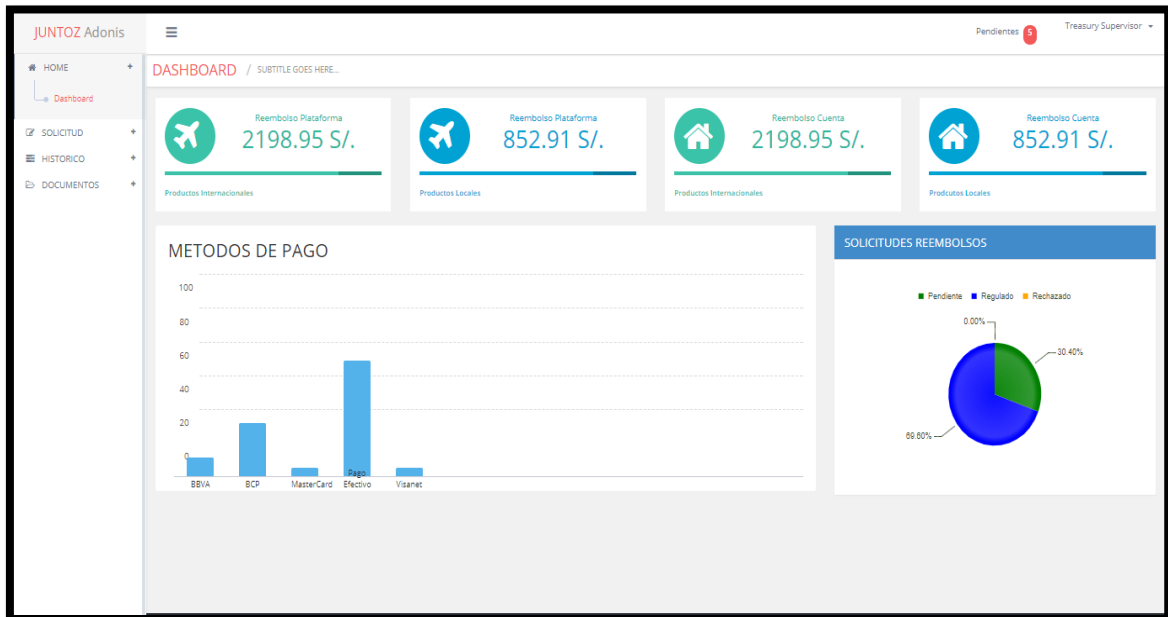 JUNTOZ Adonis
Pendientes 5
Treasury Supervisor
HOME +
Dashboard
SOLICITUD +
HISTORICO +
DOCUMENTOS +
DASHBOARD / SUBTITLE GOES HERE...
Reembolso Plataforma
2198.95 S/.
Productos Internacionales
Reembolso Plataforma
852.91 S/.
Productos Locales
Reembolso Cuenta
2198.95 S/.
Productos Internacionales
Reembolso Cuenta
852.91 S/.
Prodcutos Locales
METODOS DE PAGO
100
80
60
40
20
0
BBVA
BCP
MasterCard
Pago
Efectivo
Visanet
SOLICITUDES REEMBOLSOS
Pendiente Regulado Rechazado
0.00%
30.40%
69.60%